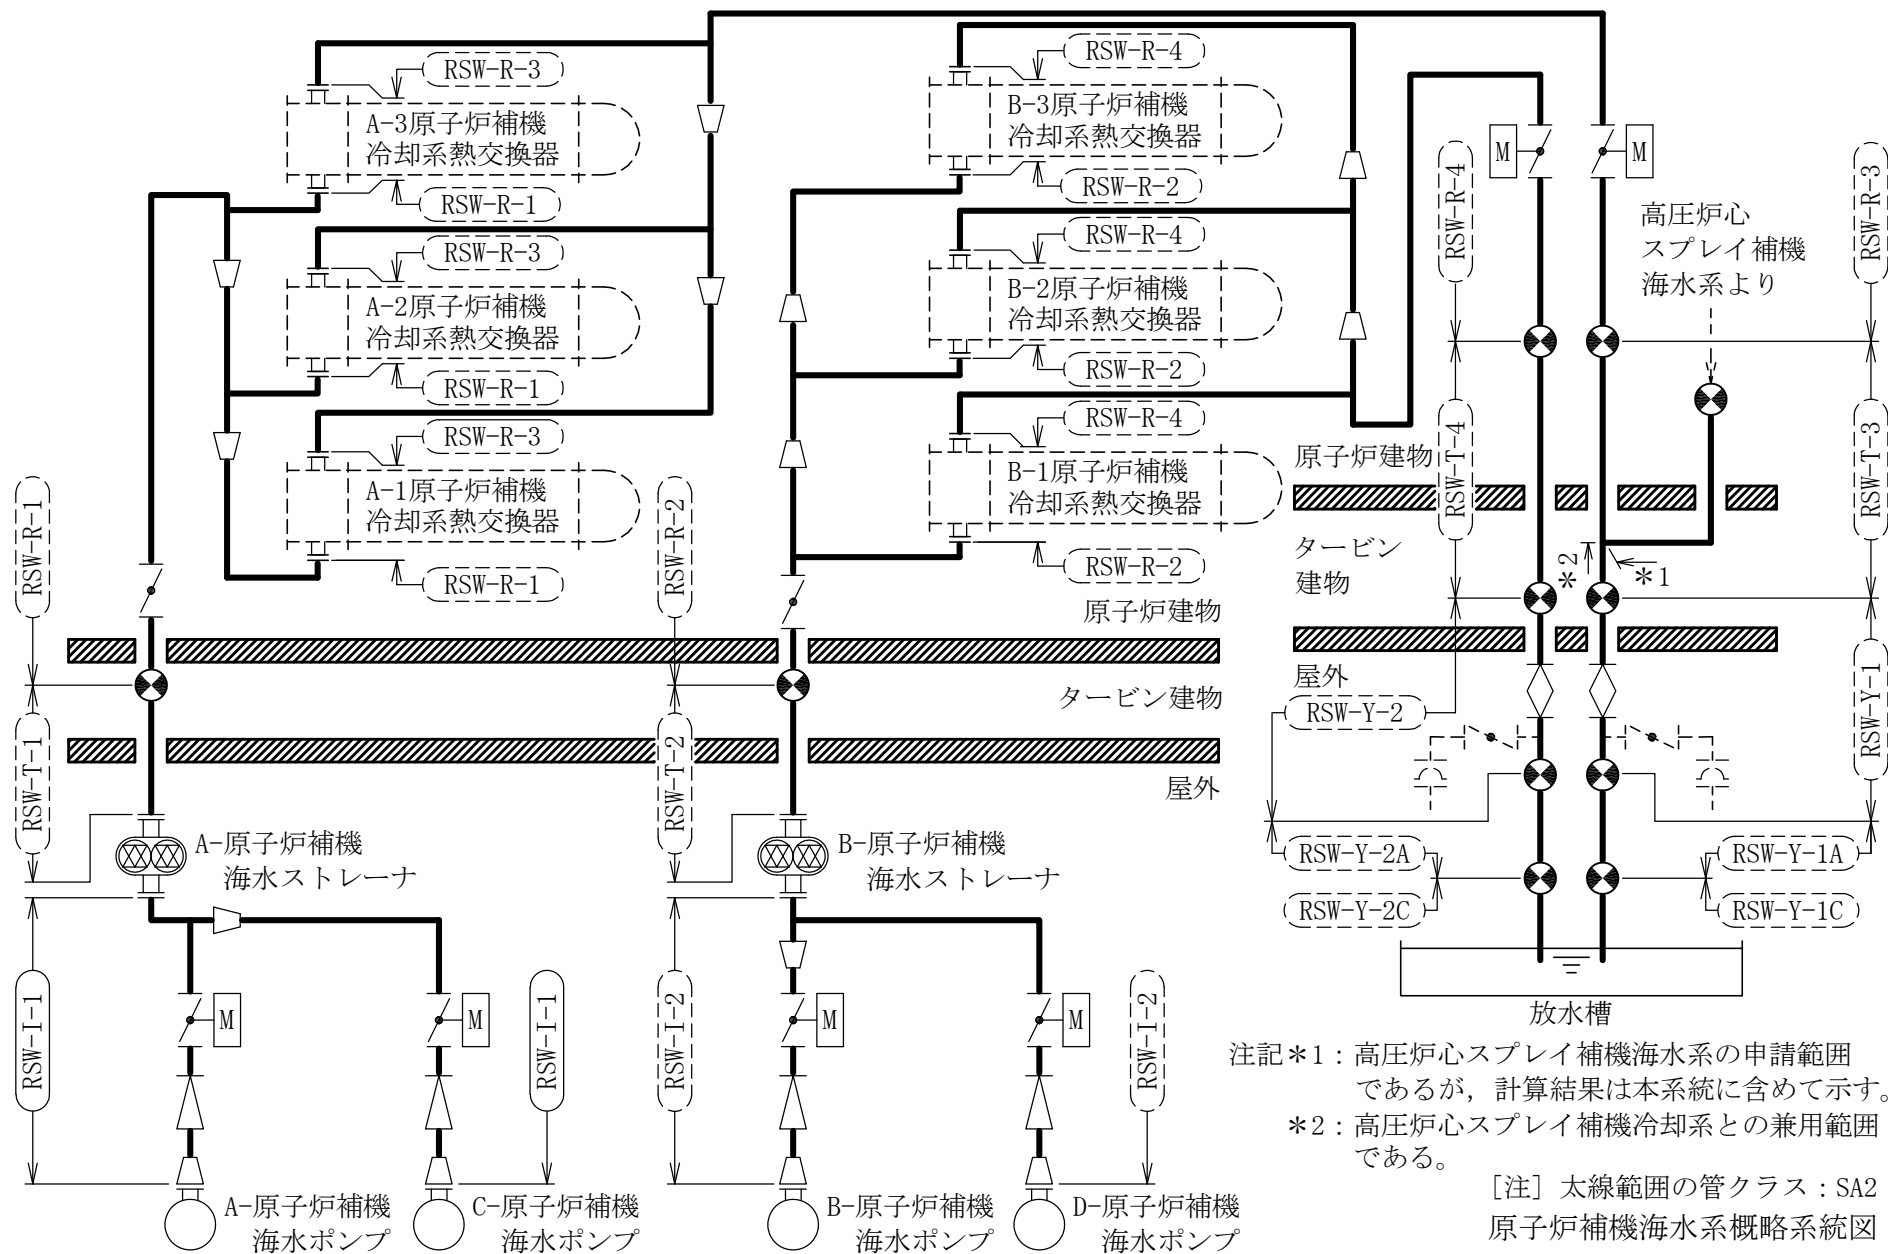 RSW-R-3
A-3原子炉補機
冷却系熱交換器
RSW-R-1
RSW-R-3
A-2原子炉補機
冷却系熱交換器
RSW-R-1
RSW-R-3
A-1原子炉補機
冷却系熱交換器
RSW-R-1
RSW-R-4
B-3原子炉補機
冷却系熱交換器
RSW-R-2
RSW-R-4
B-2原子炉補機
冷却系熱交換器
RSW-R-2
RSW-R-4
B-1原子炉補機
冷却系熱交換器
RSW-R-2
RSW-R-1
RSW-R-2
原子炉建物
タービン建物
屋外
RSW-T-1
RSW-T-2
A-原子炉補機
海水ストレーナ
B-原子炉補機
海水ストレーナ
RSW-I-1
M
M
RSW-I-1
RSW-I-2
M
M
RSW-I-2
A-原子炉補機
海水ポンプ
C-原子炉補機
海水ポンプ
B-原子炉補機
海水ポンプ
D-原子炉補機
海水ポンプ
M
M
RSW-R-4
RSW-R-3
高圧炉心
スプレイ補機
海水系より
RSW-T-4
RSW-T-3
原子炉建物
タービン
建物
*2
*1
屋外
RSW-Y-2
RSW-Y-1
RSW-Y-2A
RSW-Y-1A
RSW-Y-2C
RSW-Y-1C
放水槽
注記*1:高圧炉心スプレイ補機海水系の申請範囲
であるが,計算結果は本系統に含めて示す。
*2:高圧炉心スプレイ補機冷却系との兼用範囲
である。
[注] 太線範囲の管クラス:SA2
原子炉補機海水系概略系統図